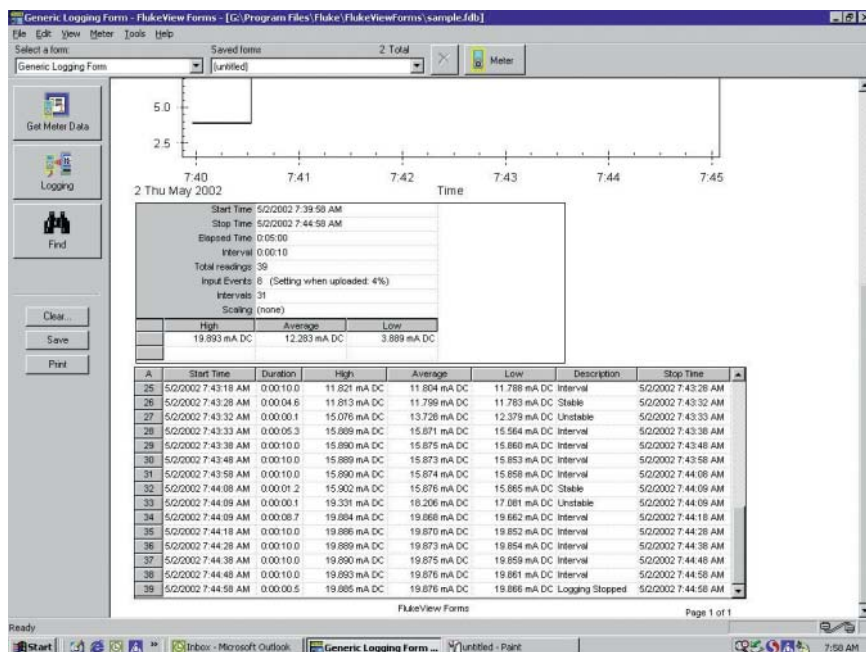 Generic Logging Form - FlukeView Forms - [G:\Program Files\Fluke\FlukeViewForms\sample.fdb]
File Edit View Meter Tools Help
Select a form: Saved forms 2 Total
Generic Logging Form (untitled) Meter
Get Meter Data
Logging
Find
Clear...
Save
Print
5.0
2.5
7:40 7:41 7:42 7:43 7:44 7:45
2 Thu May 2002 Time
Start Time 5/2/2002 7:39:58 AM
Stop Time 5/2/2002 7:44:58 AM
Elapsed Time 0:05:00
Interval 0:00:10
Total readings 39
Input Events 8 (Setting when uploaded: 4%)
Intervals 31
Scaling (none)
High Average Low
19.893 mA DC 12.283 mA DC 3.889 mA DC
A Start Time Duration High Average Low Description Stop Time
25 5/2/2002 7:43:18 AM 0:00:10.0 11.821 mA DC 11.804 mA DC 11.788 mA DC Interval 5/2/2002 7:43:28 AM
26 5/2/2002 7:43:28 AM 0:00:04.6 11.813 mA DC 11.799 mA DC 11.783 mA DC Stable 5/2/2002 7:43:32 AM
27 5/2/2002 7:43:32 AM 0:00:00.1 15.076 mA DC 13.728 mA DC 12.379 mA DC Unstable 5/2/2002 7:43:33 AM
28 5/2/2002 7:43:33 AM 0:00:05.3 15.889 mA DC 15.871 mA DC 15.564 mA DC Interval 5/2/2002 7:43:38 AM
29 5/2/2002 7:43:38 AM 0:00:10.0 15.890 mA DC 15.875 mA DC 15.860 mA DC Interval 5/2/2002 7:43:48 AM
30 5/2/2002 7:43:48 AM 0:00:10.0 15.889 mA DC 15.873 mA DC 15.853 mA DC Interval 5/2/2002 7:43:58 AM
31 5/2/2002 7:43:58 AM 0:00:10.0 15.890 mA DC 15.874 mA DC 15.858 mA DC Interval 5/2/2002 7:44:08 AM
32 5/2/2002 7:44:08 AM 0:00:01.2 15.902 mA DC 15.876 mA DC 15.865 mA DC Stable 5/2/2002 7:44:09 AM
33 5/2/2002 7:44:09 AM 0:00:00.1 19.331 mA DC 18.206 mA DC 17.081 mA DC Unstable 5/2/2002 7:44:09 AM
34 5/2/2002 7:44:09 AM 0:00:08.7 19.884 mA DC 19.868 mA DC 19.662 mA DC Interval 5/2/2002 7:44:18 AM
35 5/2/2002 7:44:18 AM 0:00:10.0 19.886 mA DC 19.870 mA DC 19.852 mA DC Interval 5/2/2002 7:44:28 AM
36 5/2/2002 7:44:28 AM 0:00:10.0 19.889 mA DC 19.873 mA DC 19.854 mA DC Interval 5/2/2002 7:44:38 AM
37 5/2/2002 7:44:38 AM 0:00:10.0 19.890 mA DC 19.875 mA DC 19.859 mA DC Interval 5/2/2002 7:44:48 AM
38 5/2/2002 7:44:48 AM 0:00:10.0 19.893 mA DC 19.876 mA DC 19.861 mA DC Interval 5/2/2002 7:44:58 AM
39 5/2/2002 7:44:58 AM 0:00:00.5 19.885 mA DC 19.876 mA DC 19.866 mA DC Logging Stopped 5/2/2002 7:44:58 AM
FlukeView Forms Page 1 of 1
Ready
Start Inbox - Microsoft Outlook Generic Logging Form ... untitled - Paint 7:50 AM